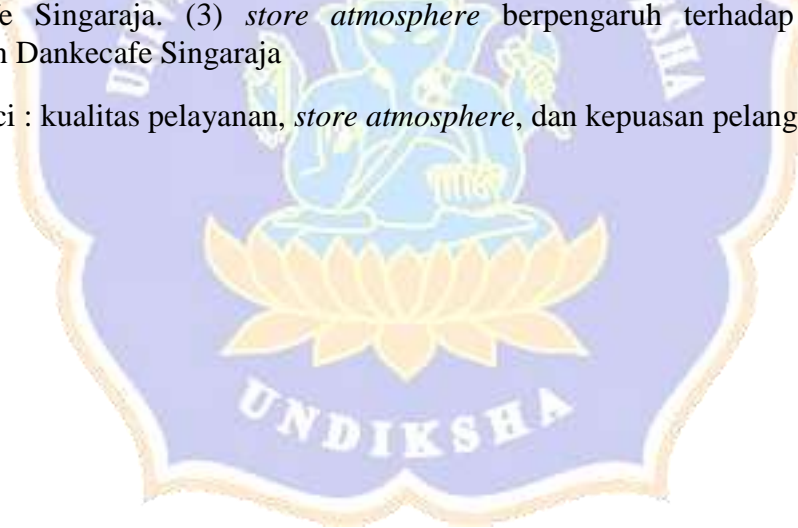 e Singaraja. (3) store atmosphere berpengaruh terhadap
n Dankecafe Singaraja
ci : kualitas pelayanan, store atmosphere, dan kepuasan pelang
UNDIKSHA